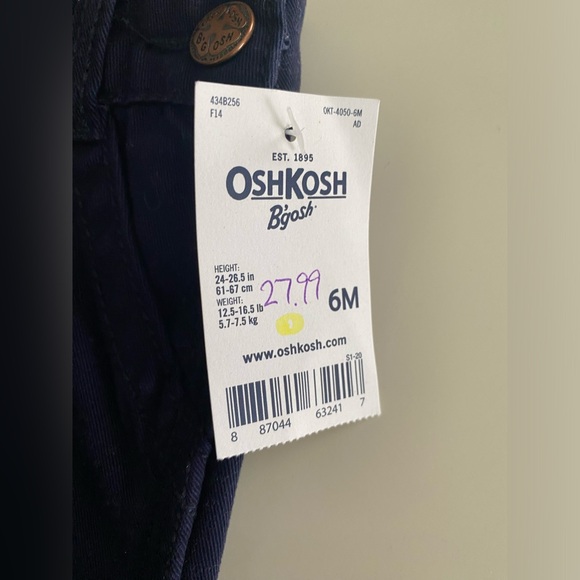 B'G OSH
434B256 OKT-4050-6M
F14 AD
EST. 1895
OSHKOSH
B'gosh
HEIGHT:
24-26.5 in
61-67 cm
WEIGHT:
12.5-16.5 lb
5.7-7.5 kg
27.99
6M
www.oshkosh.com
S1-20
8 87044 63241 7